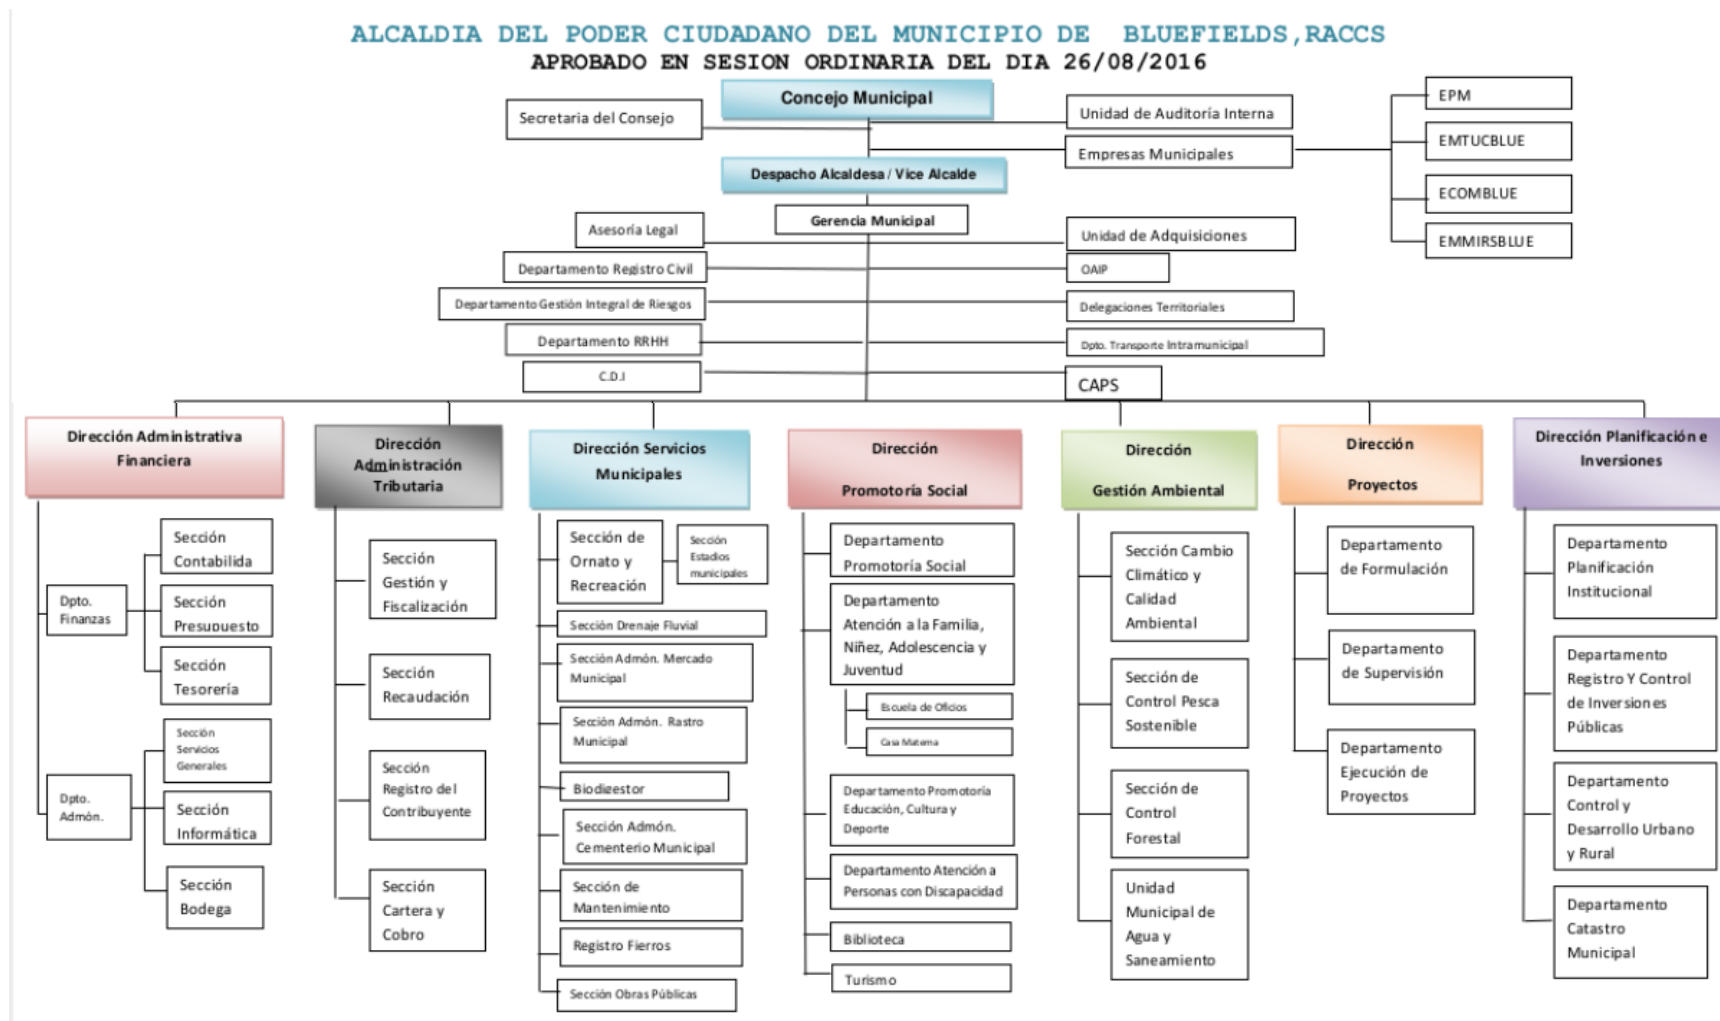 ALCALDIA DEL PODER CIUDADANO DEL MUNICIPIO DE BLUEFIELDS,RACCS
APROBADO EN SESION ORDINARIA DEL DIA 26/08/2016
Concejo Municipal
Secretaria del Consejo
Unidad de Auditoría Interna
Empresas Municipales
EPM
EMTUCBLUE
ECOMBLUE
EMMIRSBLUE
Despacho Alcaldesa / Vice Alcalde
Gerencia Municipal
Asesoría Legal
Unidad de Adquisiciones
Departamento Registro Civil
OAIP
Departamento Gestión Integral de Riesgos
Delegaciones Territoriales
Departamento RRHH
Dpto. Transporte Intramunicipal
C.D.I
CAPS
Dirección Administrativa
Financiera
Dpto.
Finanzas
Sección
Contabilida
Sección
Presupuesto
Sección
Tesorería
Dpto.
Admón.
Sección
Servicios
Generales
Sección
Informática
Sección
Bodega
Dirección
Administración
Tributaria
Sección
Gestión y
Fiscalización
Sección
Recaudación
Sección
Registro del
Contribuyente
Sección
Cartera y
Cobro
Dirección Servicios
Municipales
Sección de
Ornato y
Recreación
Sección
Estadios
municipales
Sección Drenaje Fluvial
Sección Admón. Mercado
Municipal
Sección Admón. Rastro
Municipal
Biodigestor
Sección Admón.
Cementerio Municipal
Sección de
Mantenimiento
Registro Fierros
Sección Obras Públicas
Dirección
Promotoría Social
Departamento
Promotoría Social
Departamento
Atención a la Familia,
Niñez, Adolescencia y
Juventud
Escuela de Oficios
Casa Materna
Departamento Promotoría
Educación, Cultura y
Deporte
Departamento Atención a
Personas con Discapacidad
Biblioteca
Turismo
Dirección
Gestión Ambiental
Sección Cambio
Climático y
Calidad
Ambiental
Sección de
Control Pesca
Sostenible
Sección de
Control
Forestal
Unidad
Municipal de
Agua y
Saneamiento
Dirección
Proyectos
Departamento
de Formulación
Departamento
de Supervisión
Departamento
Ejecución de
Proyectos
Dirección Planificación e
Inversiones
Departamento
Planificación
Institucional
Departamento
Registro Y Control
de Inversiones
Públicas
Departamento
Control y
Desarrollo Urbano
y Rural
Departamento
Catastro
Municipal